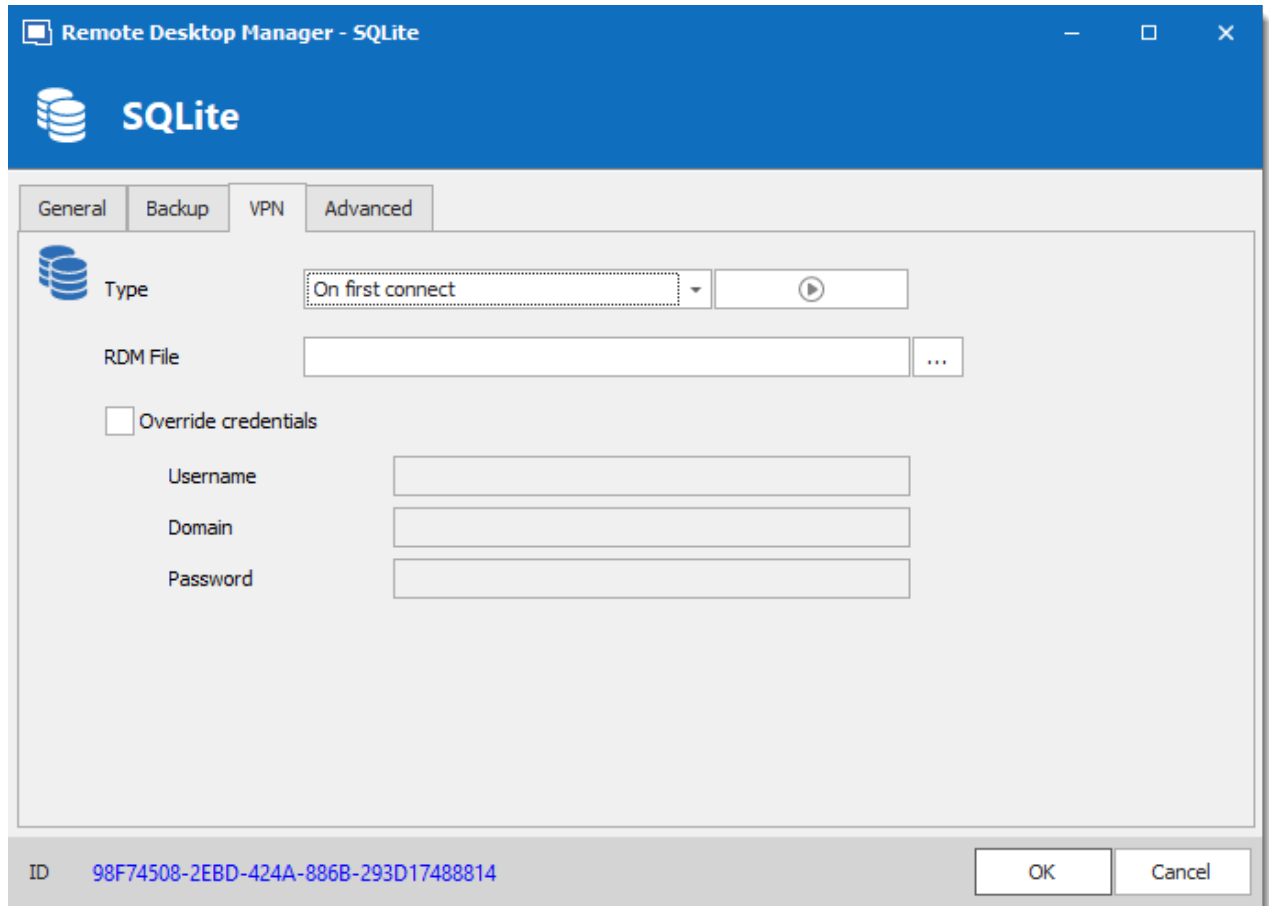 Remote Desktop Manager - SQLite
SQLite
General Backup VPN Advanced
Type On first connect
RDM File ...
Override credentials
Username
Domain
Password
ID 98F74508-2EBD-424A-886B-293D17488814 OK Cancel